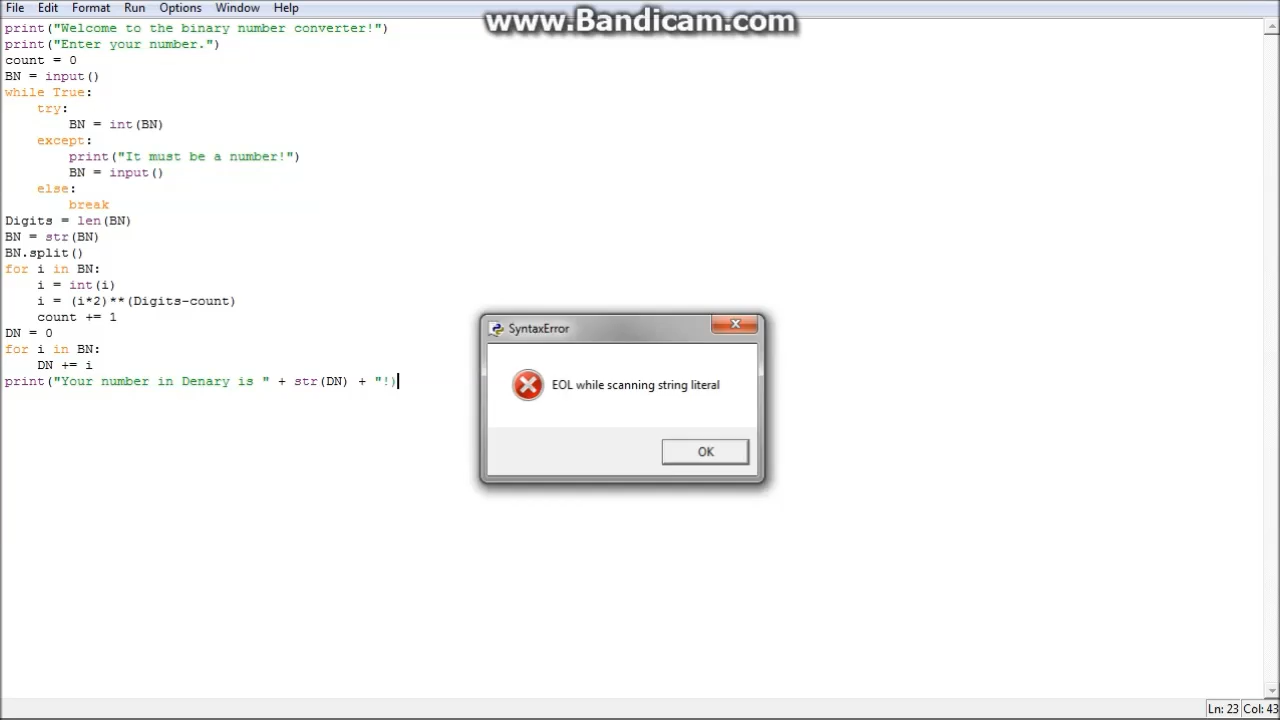 www.Bandicam.com
File Edit Format Run Options Window Help
print("Welcome to the binary number converter!")
print("Enter your number.")
count = 0
BN = input()
while True:
    try:
        BN = int(BN)
    except:
        print("It must be a number!")
        BN = input()
    else:
        break
Digits = len(BN)
BN = str(BN)
BN.split()
for i in BN:
    i = int(i)
    i = (i*2)**(Digits-count)
    count += 1
DN = 0
for i in BN:
    DN += i
print("Your number in Denary is " + str(DN) + "!)
SyntaxError
EOL while scanning string literal
OK
Ln: 23 Col: 43